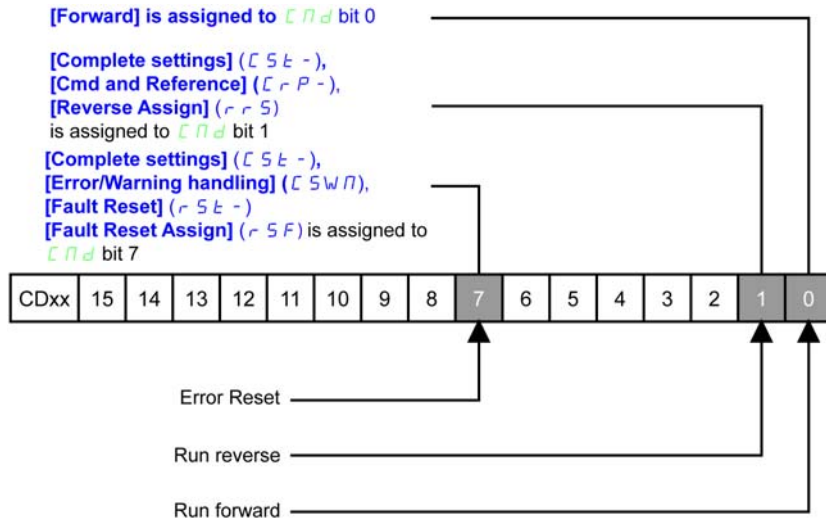 [Forward] is assigned to CMd bit 0
[Complete settings] (CSt-),
[Cmd and Reference] (CrP-),
[Reverse Assign] (rrS)
is assigned to CMd bit 1
[Complete settings] (CSt-),
[Error/Warning handling] (CSWM),
[Fault Reset] (rSt-)
[Fault Reset Assign] (rSF) is assigned to
CMd bit 7
CDxx 15 14 13 12 11 10 9 8 7 6 5 4 3 2 1 0
Error Reset
Run reverse
Run forward